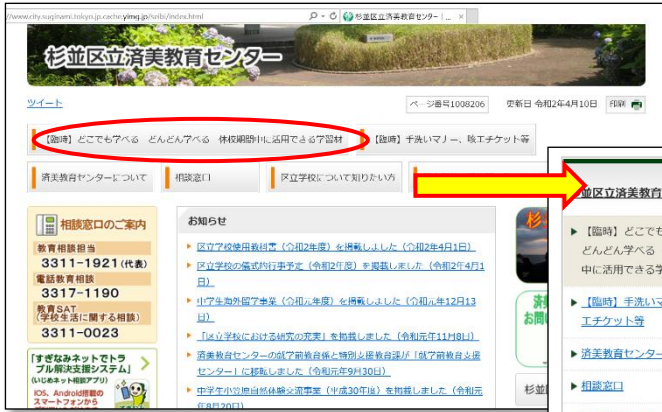 /www.city.suginami.tokyo.jp.cache.yimg.jp/seibi/index.html
杉並区立済美教育センター | ...
杉並区立済美教育センター
ツイート
ページ番号1008206
更新日 令和2年4月10日
印刷
【臨時】どこでも学べる どんどん学べる 休校期間中に活用できる学習材
【臨時】手洗いマナー、咳エチケット等
済美教育センターについて
相談窓口
区立学校について知りたい方
相談窓口のご案内
教育相談担当
3311-1921(代表)
電話教育相談
3317-1190
教育SAT
(学校生活に関する相談)
3311-0023
「すぎなみネットでトラ
ブル解決支援システム」
(いじめネット相談アプリ)
iOS、Android搭載の
スマートフォンから
お知らせ
区立学校使用教科書(令和2年度)を掲載しました(令和2年4月1日)
区立学校の儀式的行事予定(令和2年度)を掲載しました(令和2年4月1
日)
中学生海外留学事業(令和元年度)を掲載しました(令和元年12月13
日)
「区立学校における研究の充実」を掲載しました(令和元年11月8日)
済美教育センターの就学前教育係と特別支援教育課が「就学前教育支援
センター」に移転しました(令和元年9月30日)
中学生小笠原自然体験交流事業(平成30年度)を掲載しました(令和元
年8月20日)
杉
済
お問
杉並
並区立済美教育
【臨時】どこでも
どんどん学べる
中に活用できる学
【臨時】手洗いマ
エチケット等
済美教育センター
相談窓口